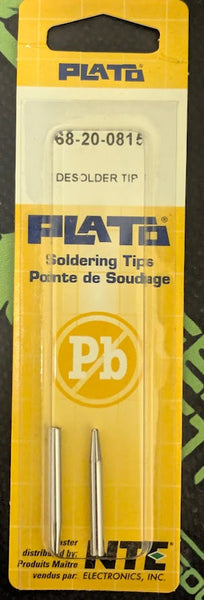 PLATO®
68-20-0815
DESOLDER TIP
PLATO®
Soldering Tips
Pointe de Soudage
Pb
Master
distributed by:
Produits Maître
vendus par:
NTE
ELECTRONICS, INC.